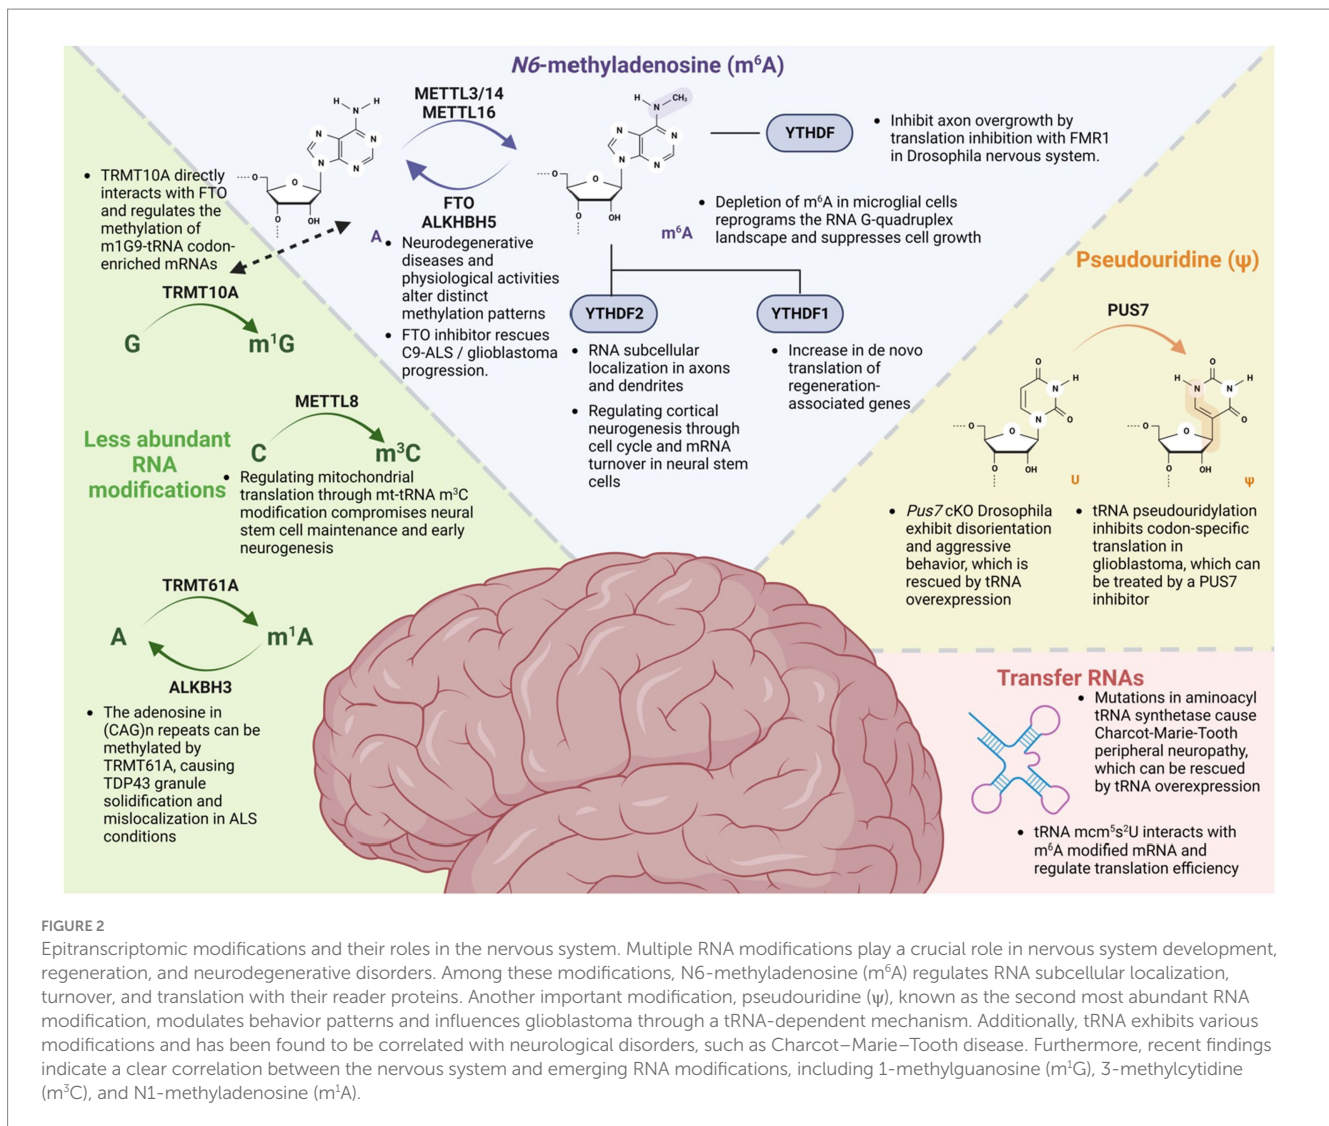 N6-methyladenosine (m⁶A)
METTL3/14
METTL16
FTO
ALKHBH5
A
H
H
N
N
N
N
N
O
O
O
OH
H
N
CH₃
N
N
N
N
O
O
O
OH
m⁶A
YTHDF
• Inhibit axon overgrowth by
translation inhibition with FMR1
in Drosophila nervous system.
• Depletion of m⁶A in microglial cells
reprograms the RNA G-quadruplex
landscape and suppresses cell growth
• Neurodegenerative
diseases and
physiological activities
alter distinct
methylation patterns
• FTO inhibitor rescues
C9-ALS / glioblastoma
progression.
YTHDF2
• RNA subcellular
localization in axons
and dendrites
• Regulating cortical
neurogenesis through
cell cycle and mRNA
turnover in neural stem
cells
YTHDF1
• Increase in de novo
translation of
regeneration-
associated genes
• TRMT10A directly
interacts with FTO
and regulates the
methylation of
m1G9-tRNA codon-
enriched mRNAs
TRMT10A
G
m¹G
Less abundant
RNA
modifications
METTL8
C
m³C
• Regulating mitochondrial
translation through mt-tRNA m³C
modification compromises neural
stem cell maintenance and early
neurogenesis
TRMT61A
A
m¹A
ALKBH3
• The adenosine in
(CAG)n repeats can be
methylated by
TRMT61A, causing
TDP43 granule
solidification and
mislocalization in ALS
conditions
Pseudouridine (ψ)
PUS7
O
N
H
N
O
O
O
O
OH
U
H
N
O
N
H
O
O
O
O
OH
ψ
• Pus7 cKO Drosophila
exhibit disorientation
and aggressive
behavior, which is
rescued by tRNA
overexpression
• tRNA pseudouridylation
inhibits codon-specific
translation in
glioblastoma, which can
be treated by a PUS7
inhibitor
Transfer RNAs
• Mutations in aminoacyl
tRNA synthetase cause
Charcot-Marie-Tooth
peripheral neuropathy,
which can be rescued
by tRNA overexpression
• tRNA mcm⁵s²U interacts with
m⁶A modified mRNA and
regulate translation efficiency
FIGURE 2
Epitranscriptomic modifications and their roles in the nervous system. Multiple RNA modifications play a crucial role in nervous system development,
regeneration, and neurodegenerative disorders. Among these modifications, N6-methyladenosine (m⁶A) regulates RNA subcellular localization,
turnover, and translation with their reader proteins. Another important modification, pseudouridine (ψ), known as the second most abundant RNA
modification, modulates behavior patterns and influences glioblastoma through a tRNA-dependent mechanism. Additionally, tRNA exhibits various
modifications and has been found to be correlated with neurological disorders, such as Charcot–Marie–Tooth disease. Furthermore, recent findings
indicate a clear correlation between the nervous system and emerging RNA modifications, including 1-methylguanosine (m¹G), 3-methylcytidine
(m³C), and N1-methyladenosine (m¹A).